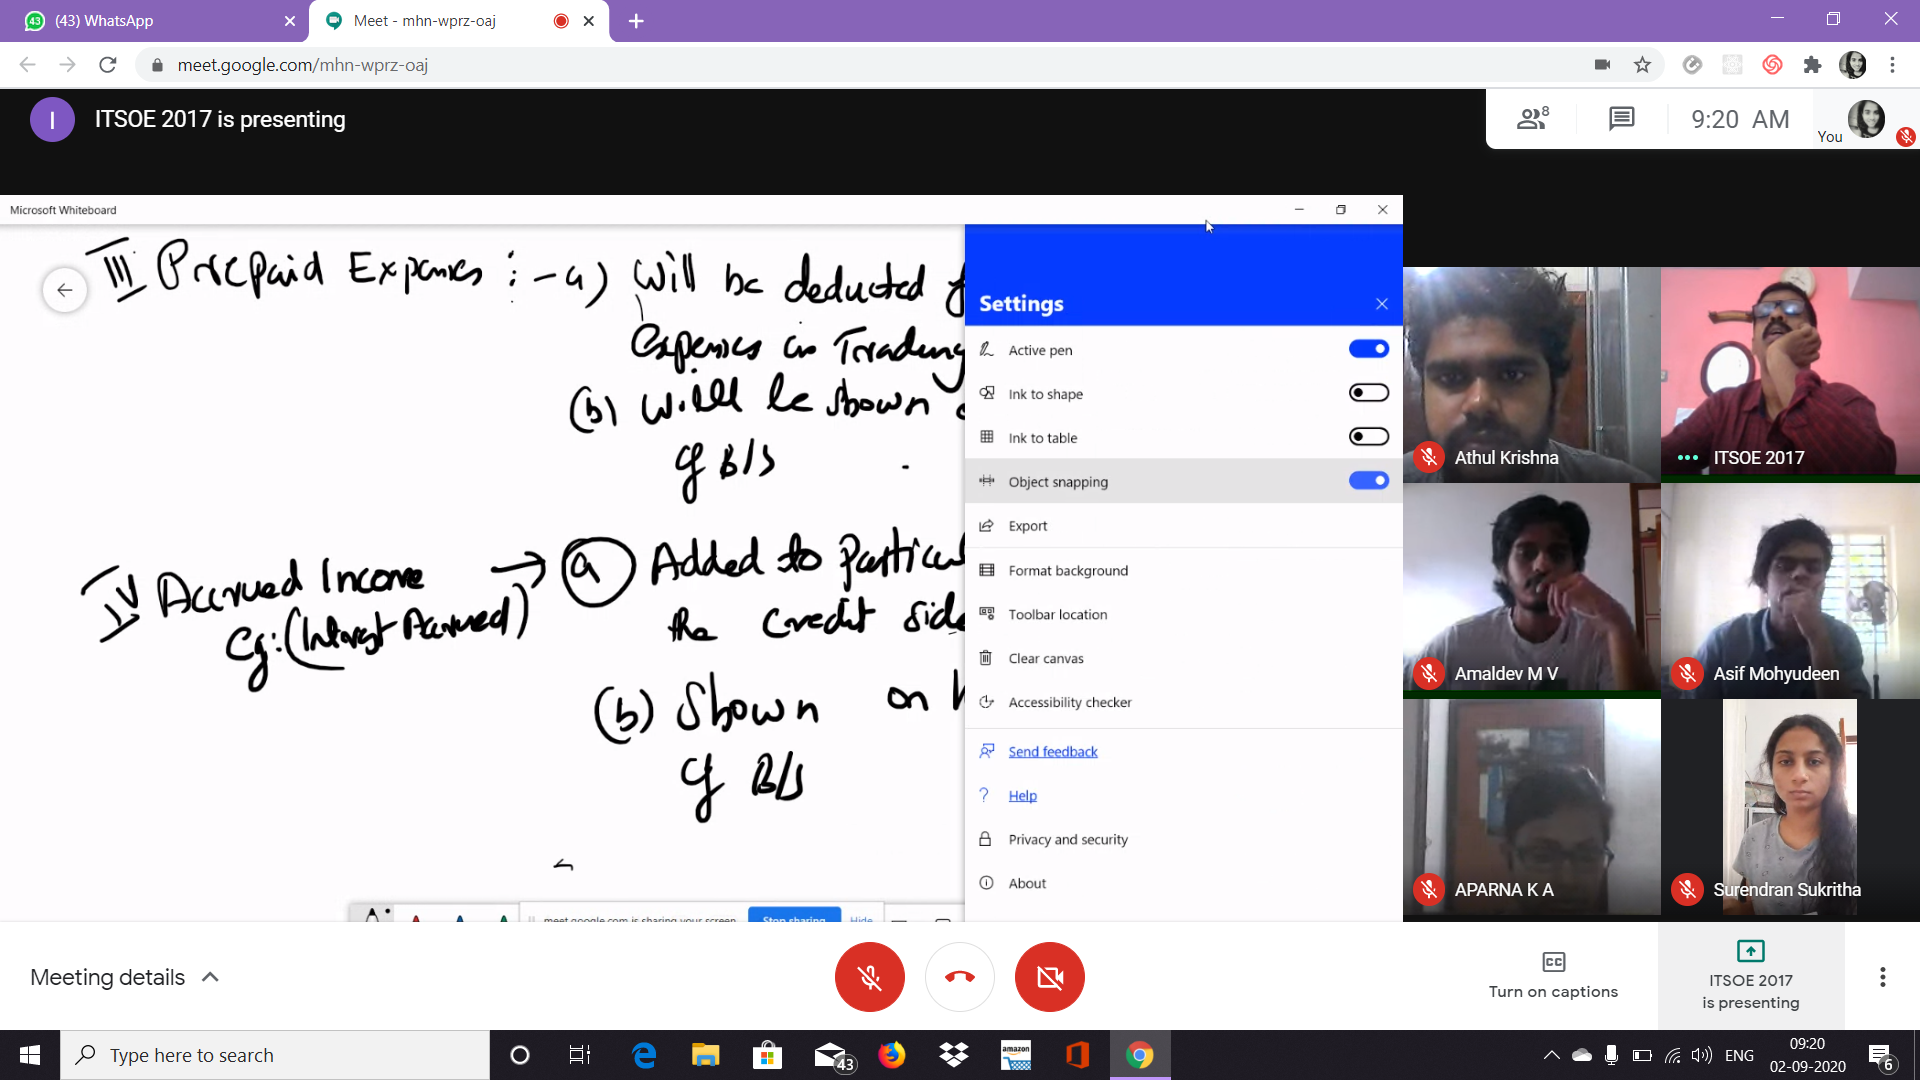 (43) WhatsApp
Meet - mhn-wprz-oaj
meet.google.com/mhn-wprz-oaj
I
ITSOE 2017 is presenting
8
9:20 AM
You
Microsoft Whiteboard
III Prepaid Expenses :- a) Will be deducted
Expenses in Trading
(b) Will be shown
of B/S
IV Accrued Income → (a) Added to particul
Eg: (Interest Accrued)
the credit side
(b) Shown on
of B/S
Settings
Active pen
Ink to shape
Ink to table
Object snapping
Export
Format background
Toolbar location
Clear canvas
Accessibility checker
Send feedback
Help
Privacy and security
About
meet.google.com is sharing your screen
Stop sharing
Hide
Athul Krishna
ITSOE 2017
Amaldev M V
Asif Mohyudeen
APARNA K A
Surendran Sukritha
Meeting details
Turn on captions
ITSOE 2017
is presenting
Type here to search
43
amazon
ENG
09:20
02-09-2020
6